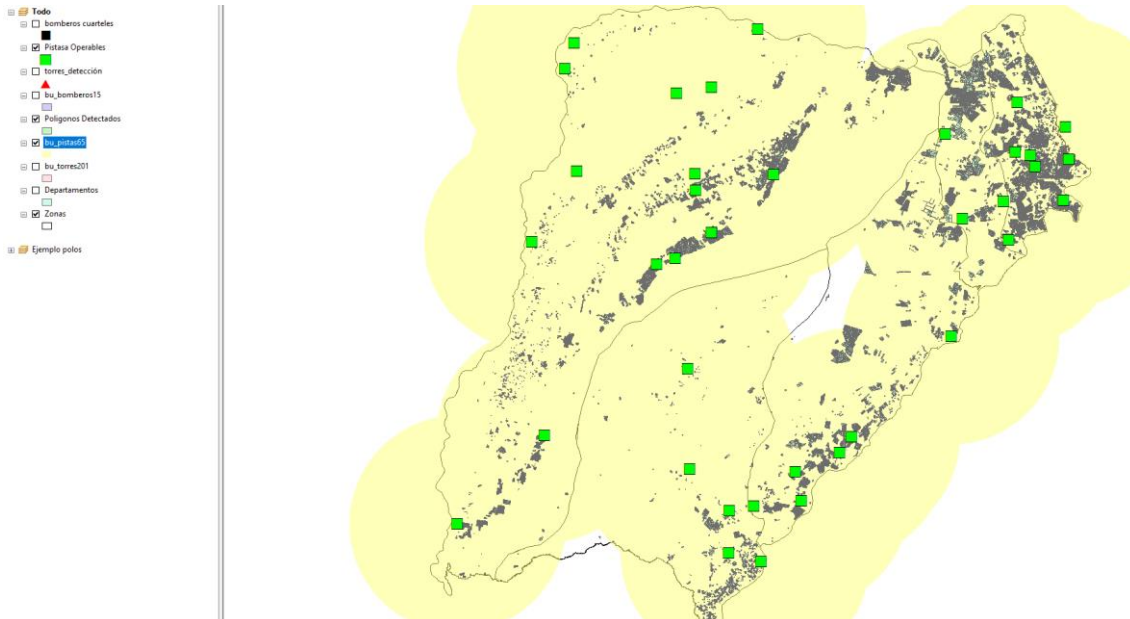 Todo
bomberos cuarteles
Pistasa Operables
torres_detección
bu_bomberos15
Poligonos Detectados
bu_pistas65
bu_torres201
Departamentos
Zonas
Ejemplo polos